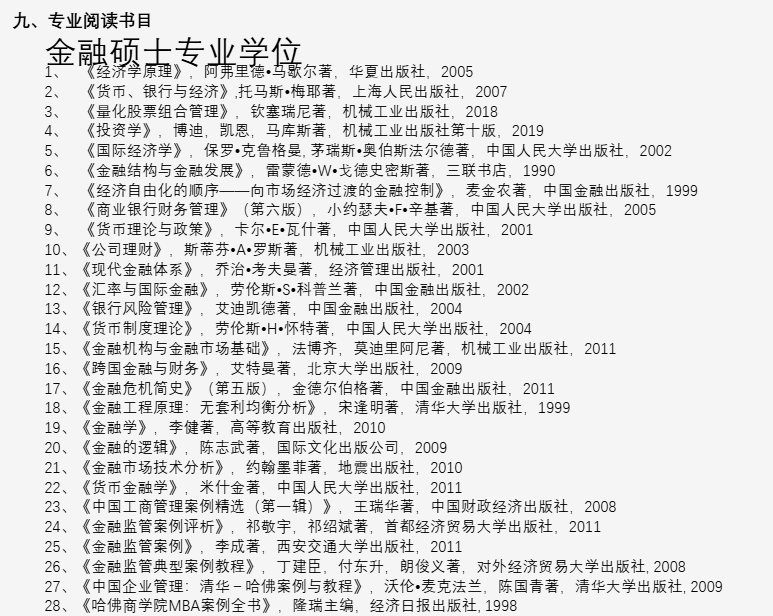 九、专业阅读书目
金融硕士专业学位
1、 《经济学原理》，阿弗里德•马歇尔著，华夏出版社，2005
2、 《货币、银行与经济》,托马斯•梅耶著，上海人民出版社，2007
3、 《量化股票组合管理》，钦塞瑞尼著，机械工业出版社，2018
4、 《投资学》，博迪，凯恩，马库斯著，机械工业出版社第十版，2019
5、 《国际经济学》，保罗•克鲁格曼,茅瑞斯•奥伯斯法尔德著，中国人民大学出版社，2002
6、 《金融结构与金融发展》，雷蒙德•W•戈德史密斯著，三联书店，1990
7、 《经济自由化的顺序——向市场经济过渡的金融控制》，麦金农著，中国金融出版社，1999
8、 《商业银行财务管理》（第六版），小约瑟夫•F•辛基著，中国人民大学出版社，2005
9、 《货币理论与政策》，卡尔•E•瓦什著，中国人民大学出版社，2001
10、《公司理财》，斯蒂芬•A•罗斯著，机械工业出版社，2003
11、《现代金融体系》，乔治•考夫曼著，经济管理出版社，2001
12、《汇率与国际金融》，劳伦斯•S•科普兰著，中国金融出版社，2002
13、《银行风险管理》，艾迪凯德著，中国金融出版社，2004
14、《货币制度理论》，劳伦斯•H•怀特著，中国人民大学出版社，2004
15、《金融机构与金融市场基础》，法博齐，莫迪里阿尼著，机械工业出版社，2011
16、《跨国金融与财务》，艾特曼著，北京大学出版社，2009
17、《金融危机简史》（第五版），金德尔伯格著，中国金融出版社，2011
18、《金融工程原理：无套利均衡分析》，宋逢明著，清华大学出版社，1999
19、《金融学》，李健著，高等教育出版社，2010
20、《金融的逻辑》，陈志武著，国际文化出版公司，2009
21、《金融市场技术分析》，约翰墨菲著，地震出版社，2010
22、《货币金融学》，米什金著，中国人民大学出版社，2011
23、《中国工商管理案例精选（第一辑）》，王瑞华著，中国财政经济出版社，2008
24、《金融监管案例评析》，祁敬宇，祁绍斌著，首都经济贸易大学出版社，2011
25、《金融监管案例》，李成著，西安交通大学出版社，2011
26、《金融监管典型案例教程》，丁建臣，付东升，朗俊义著，对外经济贸易大学出版社,2008
27、《中国企业管理：清华－哈佛案例与教程》，沃伦•麦克法兰，陈国青著，清华大学出版社,2009
28、《哈佛商学院MBA案例全书》，隆瑞主编，经济日报出版社,1998